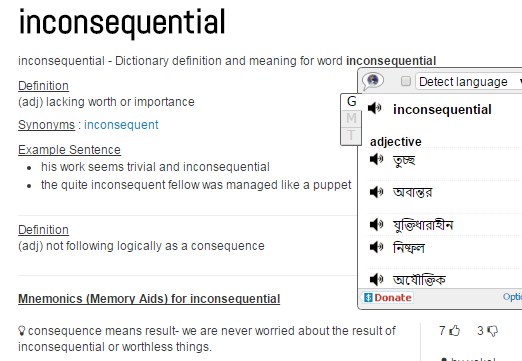 inconsequential
inconsequential - Dictionary definition and meaning for word inconsequential
Definition
(adj) lacking worth or importance
Synonyms : inconsequent
Example Sentence
his work seems trivial and inconsequential
the quite inconsequent fellow was managed like a puppet
Definition
(adj) not following logically as a consequence
Mnemonics (Memory Aids) for inconsequential
consequence means result- we are never worried about the result of
inconsequential or worthless things.
7 3
Detect language
G
M
T
inconsequential
adjective
তুচ্ছ
অবান্তর
যুক্তিধারাহীন
নিষ্ফল
অযৌক্তিক
Donate